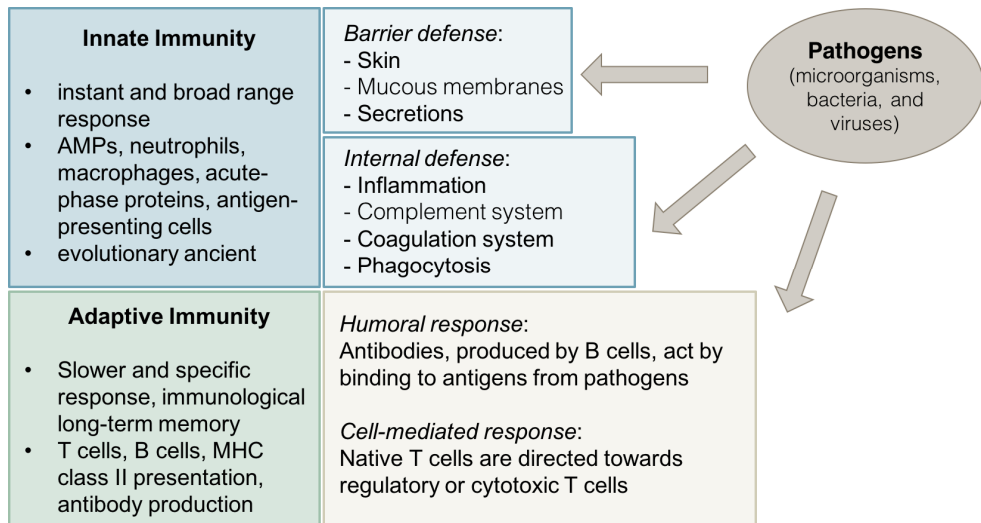 Innate Immunity
• instant and broad range
response
• AMPs, neutrophils,
macrophages, acute-
phase proteins, antigen-
presenting cells
• evolutionary ancient
Barrier defense:
- Skin
- Mucous membranes
- Secretions
Internal defense:
- Inflammation
- Complement system
- Coagulation system
- Phagocytosis
Pathogens
(microorganisms,
bacteria, and
viruses)
Adaptive Immunity
• Slower and specific
response, immunological
long-term memory
• T cells, B cells, MHC
class II presentation,
antibody production
Humoral response:
Antibodies, produced by B cells, act by
binding to antigens from pathogens
Cell-mediated response:
Native T cells are directed towards
regulatory or cytotoxic T cells